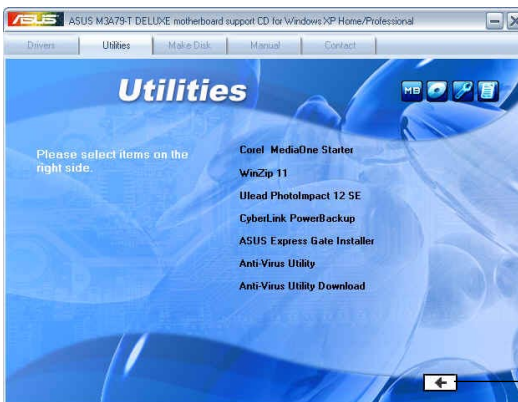 ASUS M3A79-T DELUXE motherboard support CD for Windows XP Home/Professional
Drivers
Utilities
Make Disk
Manual
Contact
Utilities
MB
Please select items on the
right side.
Corel MediaOne Starter
WinZip 11
Ulead PhotoImpact 12 SE
CyberLink PowerBackup
ASUS Express Gate Installer
Anti-Virus Utility
Anti-Virus Utility Download